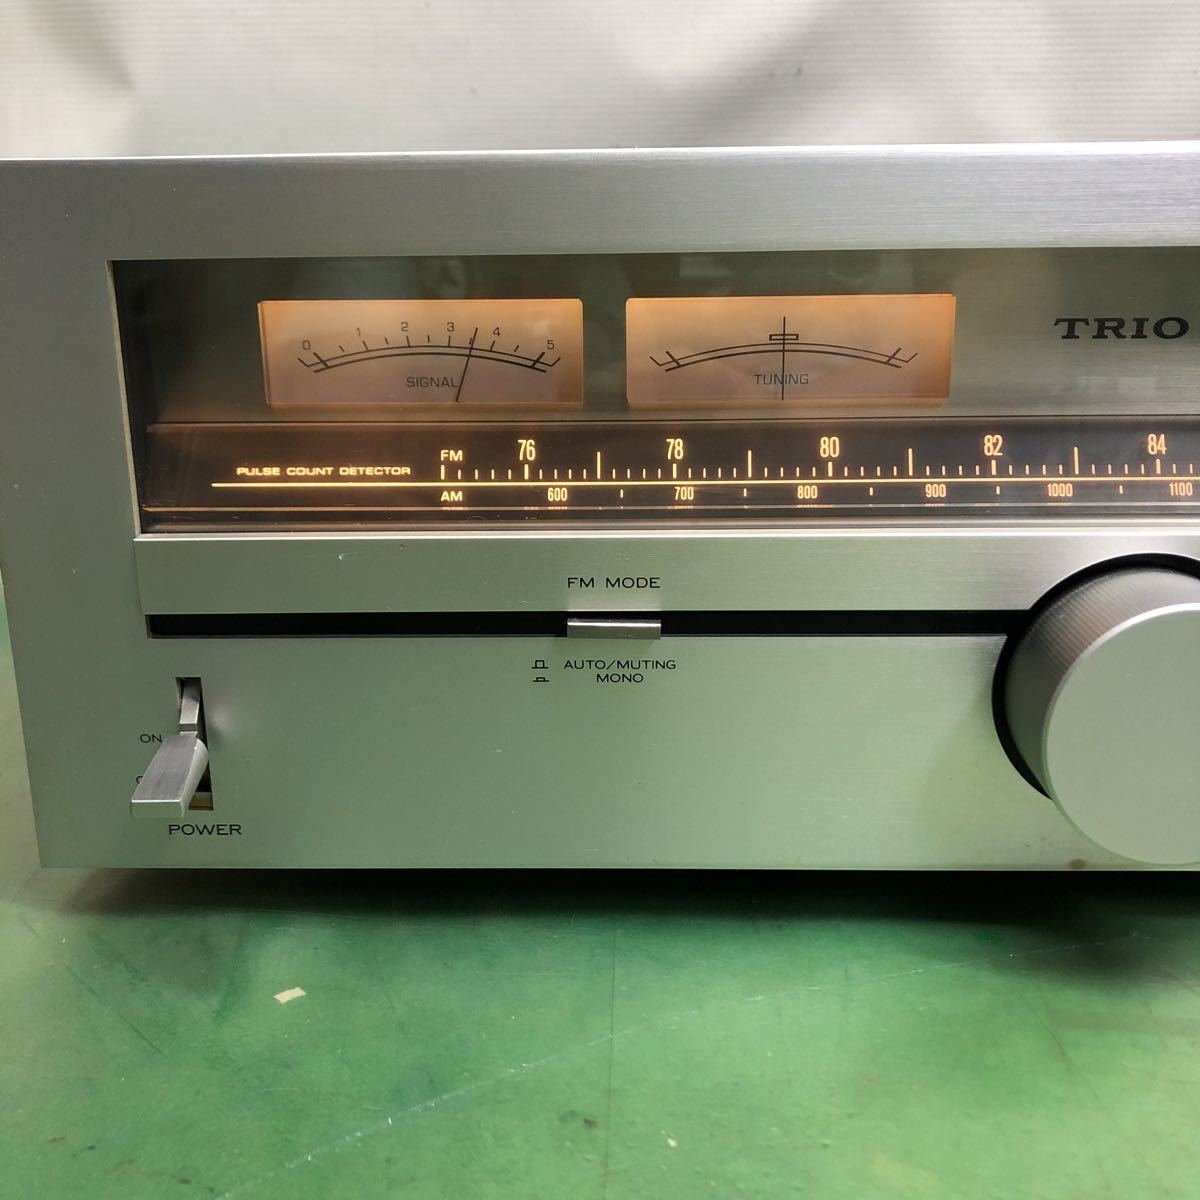 0 1 2 3 4 5
SIGNAL
TUNING
TRIO
FM 76 78 80 82 84
PULSE COUNT DETECTOR
AM 600 700 800 900 1000 1100
FM MODE
AUTO/MUTING
MONO
ON
POWER